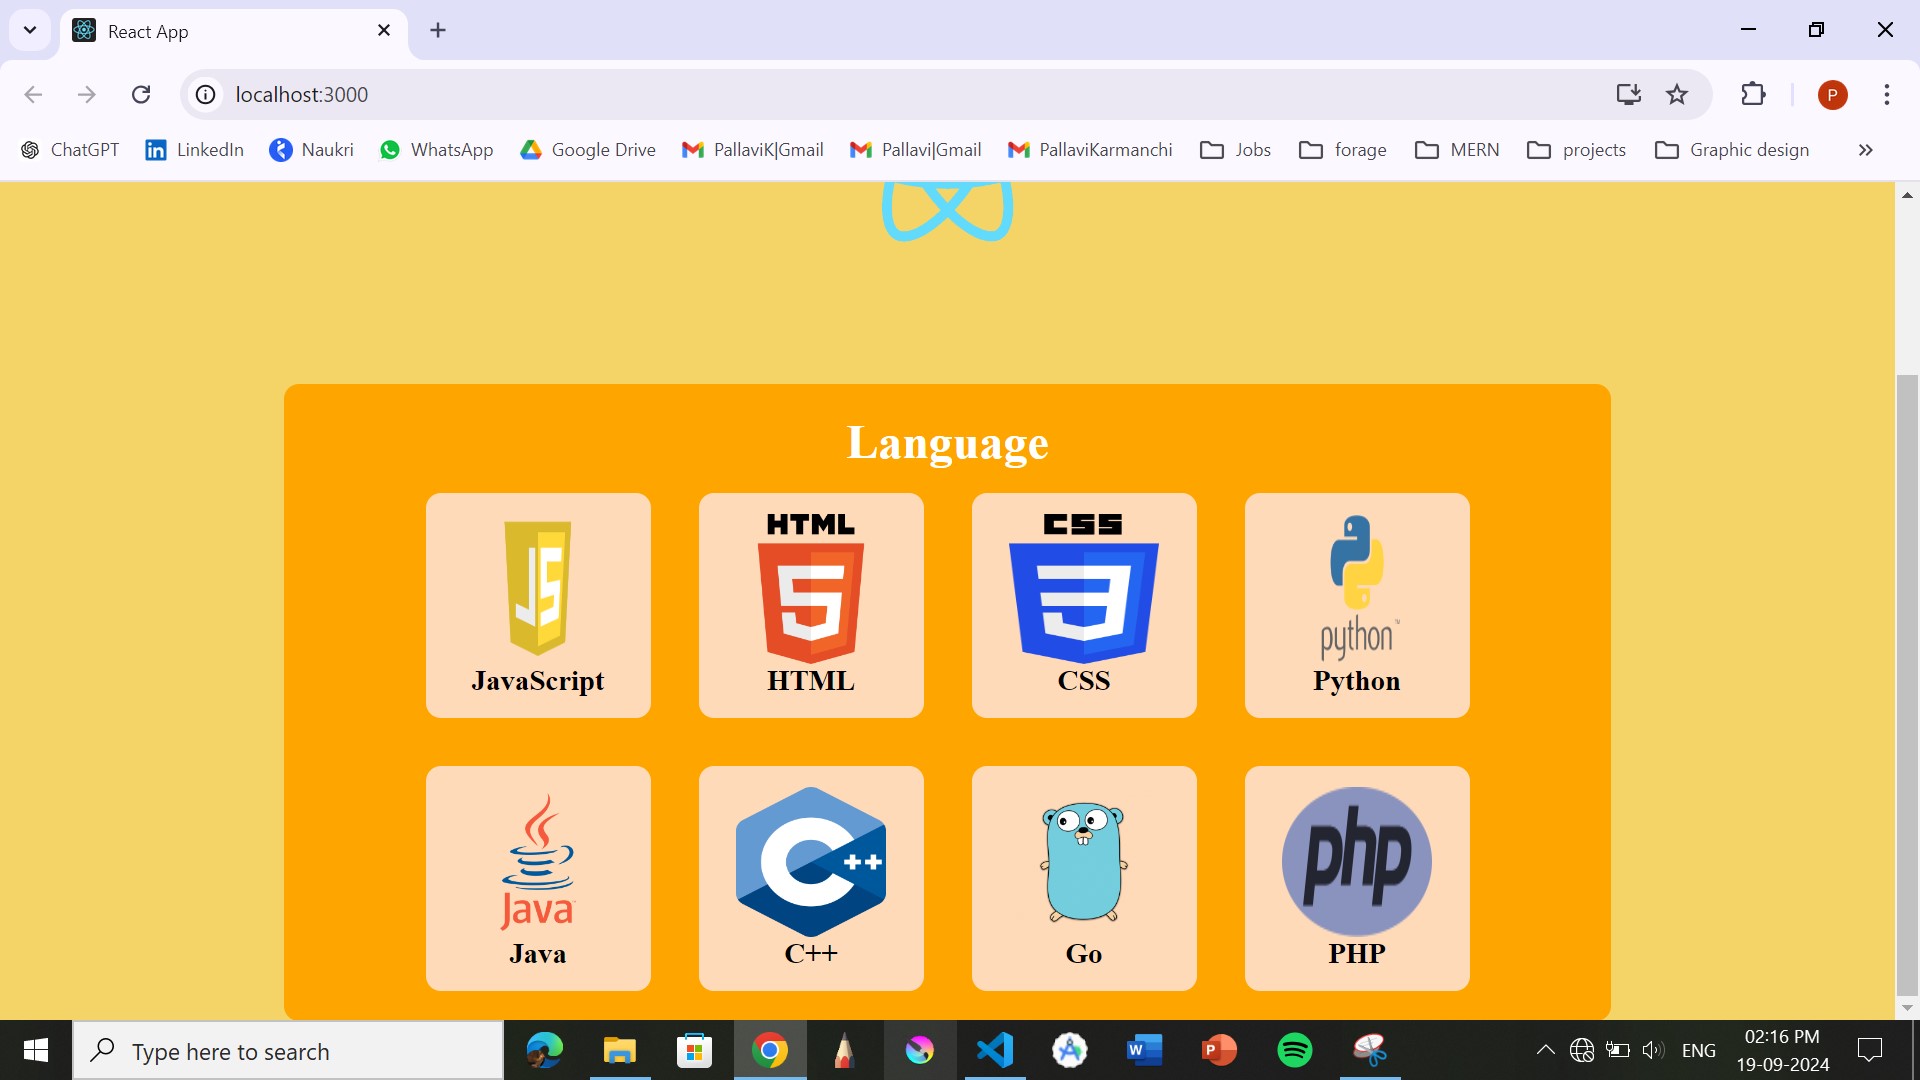 React App
localhost:3000
ChatGPT LinkedIn Naukri WhatsApp Google Drive PallaviK|Gmail Pallavi|Gmail PallaviKarmanchi Jobs forage MERN projects Graphic design
P
Language
JS
JavaScript
HTML
5
HTML
CSS
3
CSS
python™
Python
Java
Java
C++
C++
Go
php
PHP
Type here to search
W
P
ENG
02:16 PM
19-09-2024